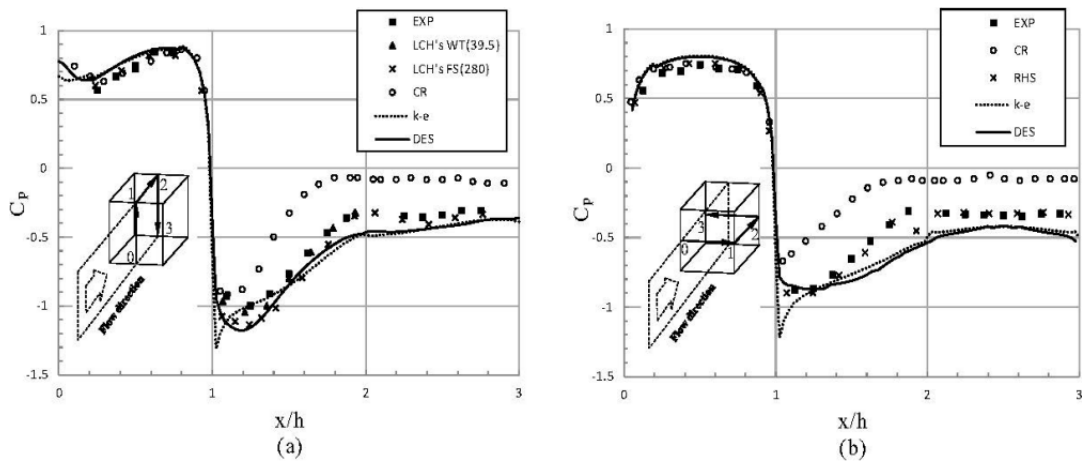 EXP
LCH's WT(39.5)
LCH's FS(280)
CR
k-e
DES
1
0.5
0
-0.5
-1
-1.5
C_P
0
1
2
3
0
1
2
3
Flow direction
x/h
(a)
EXP
CR
RHS
k-e
DES
1
0.5
0
-0.5
-1
-1.5
C_P
0
1
2
3
3
0
2
1
Flow direction
x/h
(b)